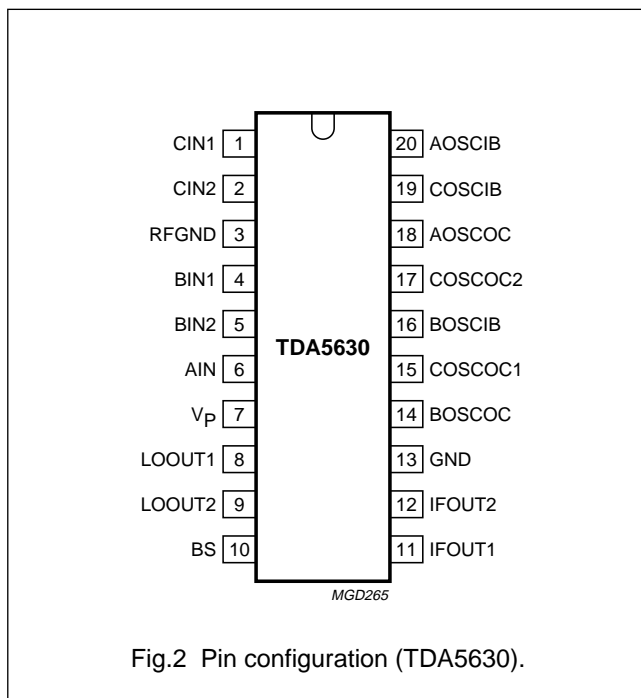 CIN1 1 20 AOSCIB
CIN2 2 19 COSCIB
RFGND 3 18 AOSCOC
BIN1 4 17 COSCOC2
BIN2 5 16 BOSCIB
TDA5630
AIN 6 15 COSCOC1
VP 7 14 BOSCOC
LOOUT1 8 13 GND
LOOUT2 9 12 IFOUT2
BS 10 11 IFOUT1
MGD265
Fig.2 Pin configuration (TDA5630).